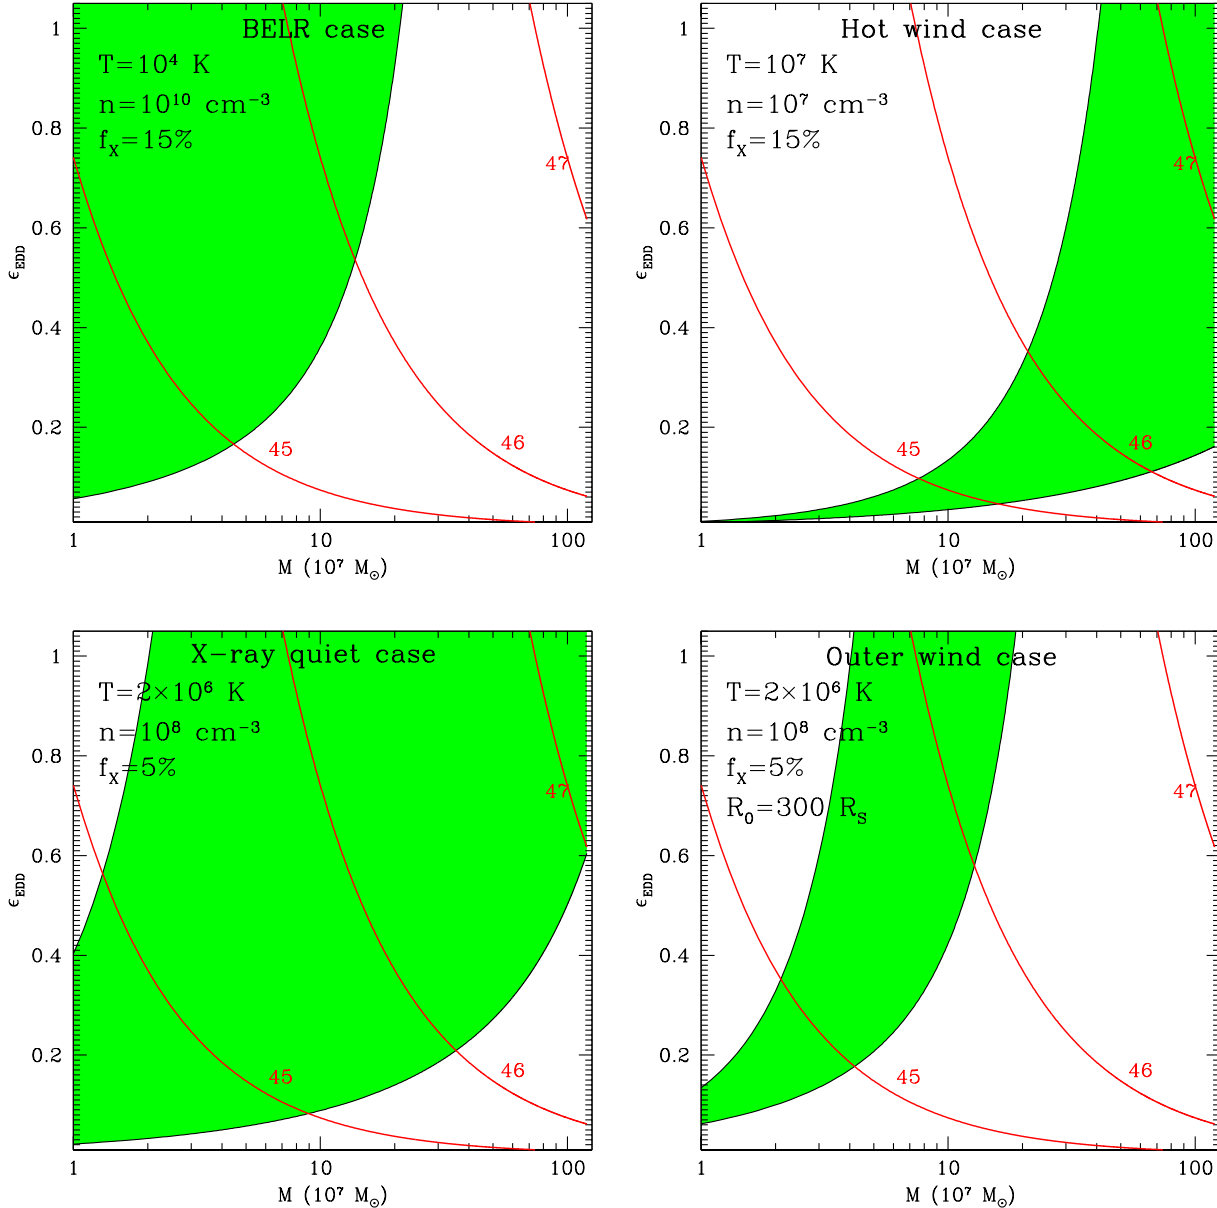 BELR case
T=10⁴ K
n=10¹⁰ cm⁻³
f_X=15%
1
0.8
0.6
0.4
0.2
ϵ_EDD
47
45
46
1 10 100
M (10⁷ M_⊙)
Hot wind case
T=10⁷ K
n=10⁷ cm⁻³
f_X=15%
1
0.8
0.6
0.4
0.2
ϵ_EDD
47
45
46
1 10 100
M (10⁷ M_⊙)
X-ray quiet case
T=2×10⁶ K
n=10⁸ cm⁻³
f_X=5%
1
0.8
0.6
0.4
0.2
ϵ_EDD
47
45
46
1 10 100
M (10⁷ M_⊙)
Outer wind case
T=2×10⁶ K
n=10⁸ cm⁻³
f_X=5%
R₀=300 R_S
1
0.8
0.6
0.4
0.2
ϵ_EDD
47
45
46
1 10 100
M (10⁷ M_⊙)